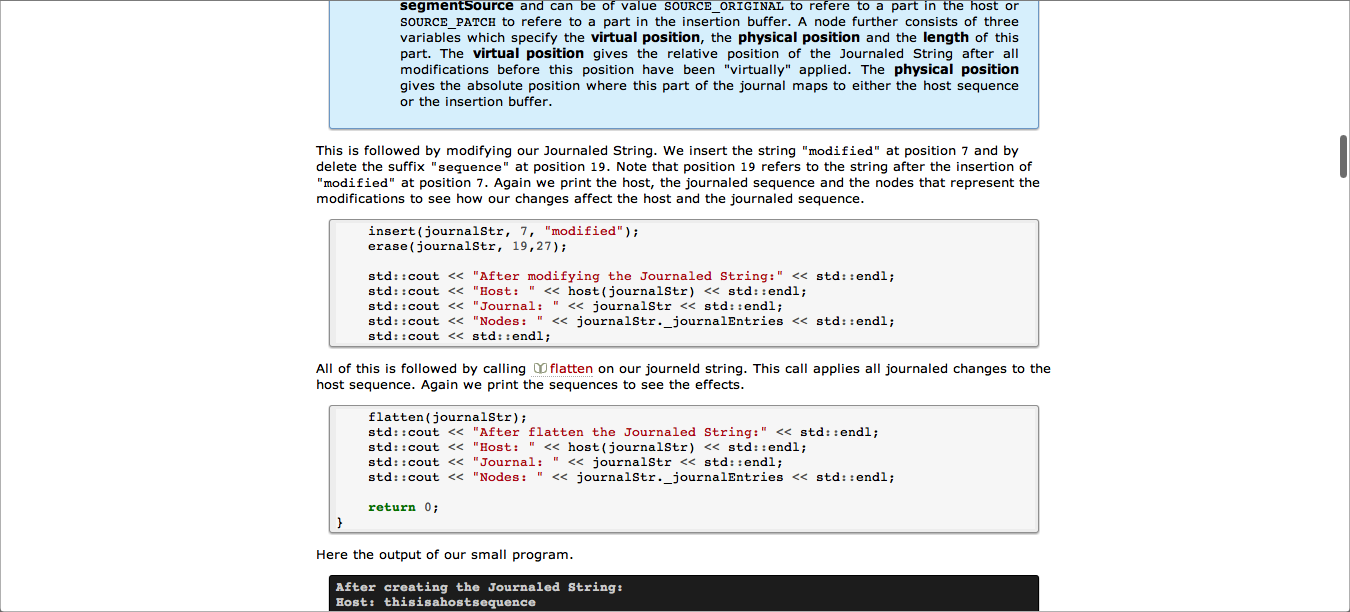 segmentSource and can be of value SOURCE_ORIGINAL to refere to a part in the host or
SOURCE_PATCH to refere to a part in the insertion buffer. A node further consists of three
variables which specify the virtual position, the physical position and the length of this
part. The virtual position gives the relative position of the Journaled String after all
modifications before this position have been "virtually" applied. The physical position
gives the absolute position where this part of the journal maps to either the host sequence
or the insertion buffer.
This is followed by modifying our Journaled String. We insert the string "modified" at position 7 and by
delete the suffix "sequence" at position 19. Note that position 19 refers to the string after the insertion of
"modified" at position 7. Again we print the host, the journaled sequence and the nodes that represent the
modifications to see how our changes affect the host and the journaled sequence.
insert(journalStr, 7, "modified");
erase(journalStr, 19,27);
std::cout << "After modifying the Journaled String:" << std::endl;
std::cout << "Host: " << host(journalStr) << std::endl;
std::cout << "Journal: " << journalStr << std::endl;
std::cout << "Nodes: " << journalStr._journalEntries << std::endl;
std::cout << std::endl;
All of this is followed by calling flatten on our journeld string. This call applies all journaled changes to the
host sequence. Again we print the sequences to see the effects.
flatten(journalStr);
std::cout << "After flatten the Journaled String:" << std::endl;
std::cout << "Host: " << host(journalStr) << std::endl;
std::cout << "Journal: " << journalStr << std::endl;
std::cout << "Nodes: " << journalStr._journalEntries << std::endl;
return 0;
}
Here the output of our small program.
After creating the Journaled String:
Host: thisisahostsequence